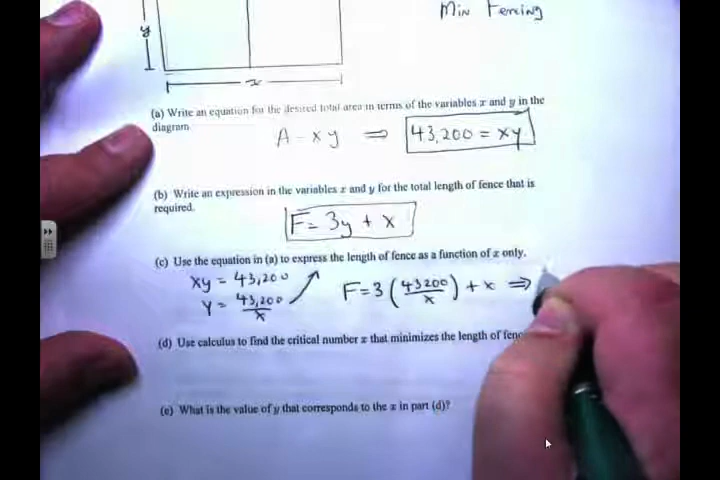 Min Fencing
y
x
(a) Write an equation for the desired total area in terms of the variables x and y in the
diagram
A = xy ⇒ 43,200 = xy
(b) Write an expression in the variables x and y for the total length of fence that is
required.
F = 3y + x
(c) Use the equation in (a) to express the length of fence as a function of x only.
xy = 43,200
y = 43,200/x
F = 3(43200/x) + x ⇒
(d) Use calculus to find the critical number x that minimizes the length of
(e) What is the value of y that corresponds to the x in part (d)?